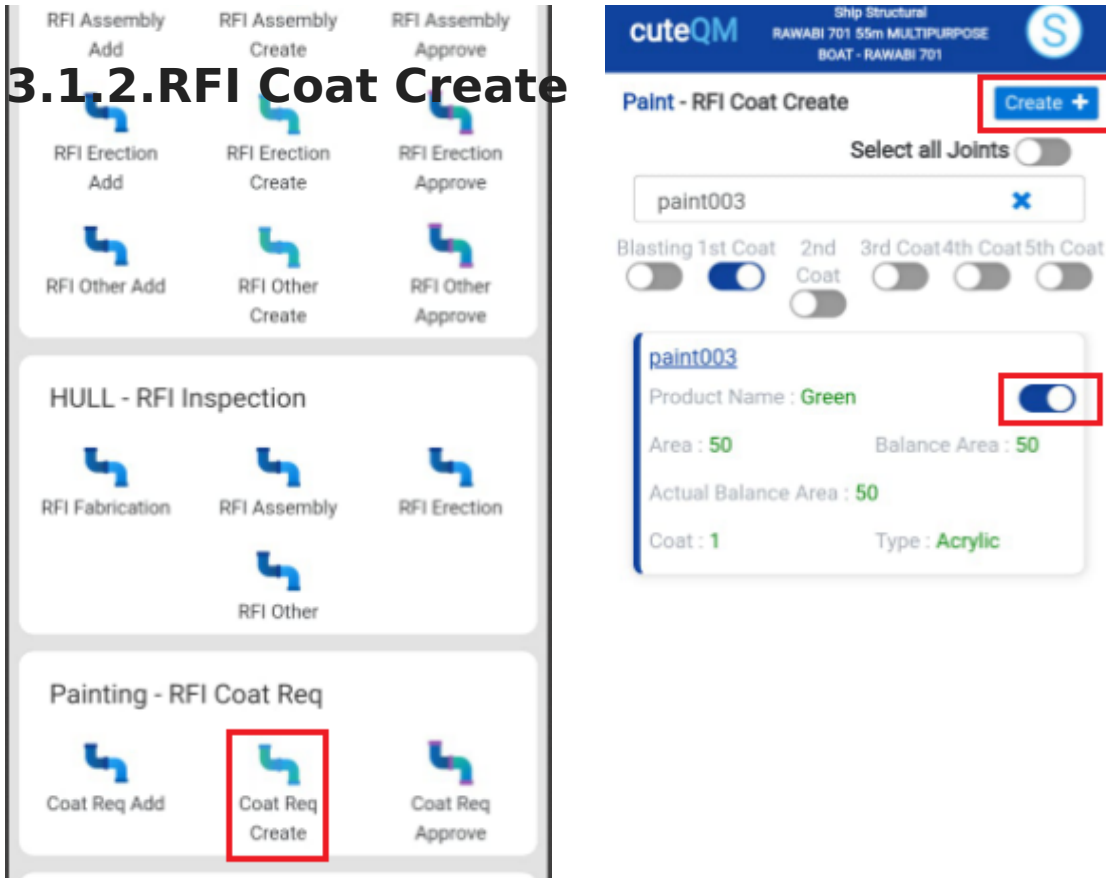 RFI Assembly Add
RFI Assembly Create
RFI Assembly Approve
3.1.2.RFI Coat Create
RFI Erection Add
RFI Erection Create
RFI Erection Approve
RFI Other Add
RFI Other Create
RFI Other Approve
HULL - RFI Inspection
RFI Fabrication
RFI Assembly
RFI Erection
RFI Other
Painting - RFI Coat Req
Coat Req Add
Coat Req Create
Coat Req Approve
cuteQM
Ship Structural
RAWABI 701 55m MULTIPURPOSE
BOAT - RAWABI 701
S
Paint - RFI Coat Create
Create +
Select all Joints
paint003
Blasting 1st Coat 2nd Coat 3rd Coat 4th Coat 5th Coat
paint003
Product Name : Green
Area : 50 Balance Area : 50
Actual Balance Area : 50
Coat : 1 Type : Acrylic